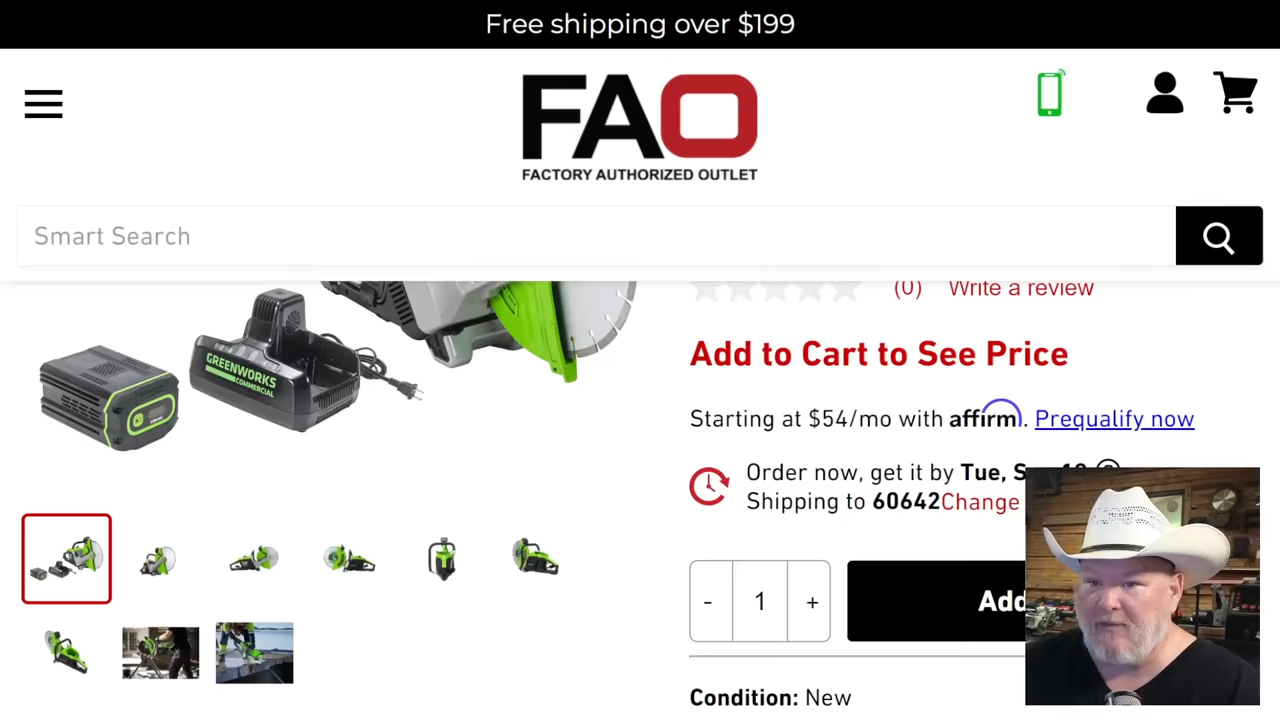 Free shipping over $199
FAO
FACTORY AUTHORIZED OUTLET
Smart Search
(0) Write a review
GREENWORKS
COMMERCIAL
Add to Cart to See Price
Starting at $54/mo with affirm. Prequalify now
Order now, get it by Tue,
Shipping to 60642Change
- 1 +
Add
Condition: New